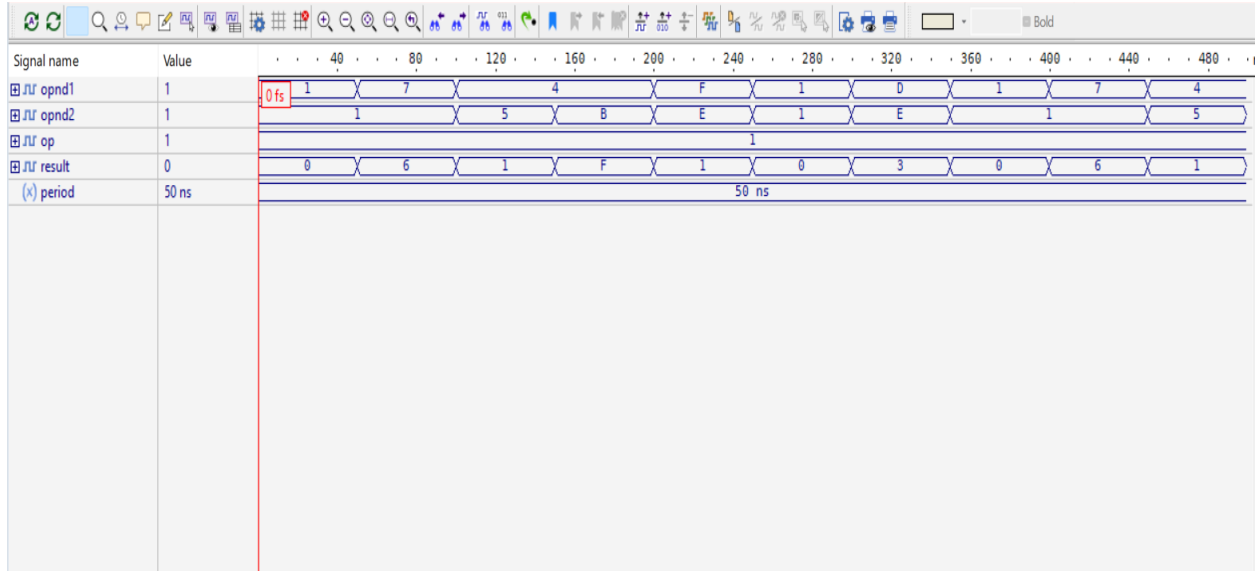 Bold
Signal name Value 40 80 120 160 200 240 280 320 360 400 440 480
opnd1 1 1 7 4 F 1 D 1 7 4
0 fs
opnd2 1 1 5 B E 1 E 1 5
op 1 1
result 0 0 6 1 F 1 0 3 0 6 1
(x) period 50 ns 50 ns